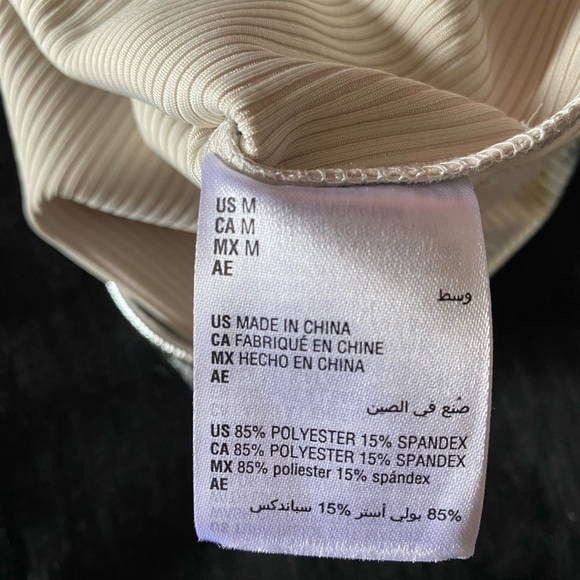 US M
CA M
MX M
AE
وسط
US MADE IN CHINA
CA FABRIQUÉ EN CHINE
MX HECHO EN CHINA
AE
صُنع في الصين
US 85% POLYESTER 15% SPANDEX
CA 85% POLYESTER 15% SPANDEX
MX 85% poliester 15% spándex
AE
85% بولي أستر 15% سباندكس